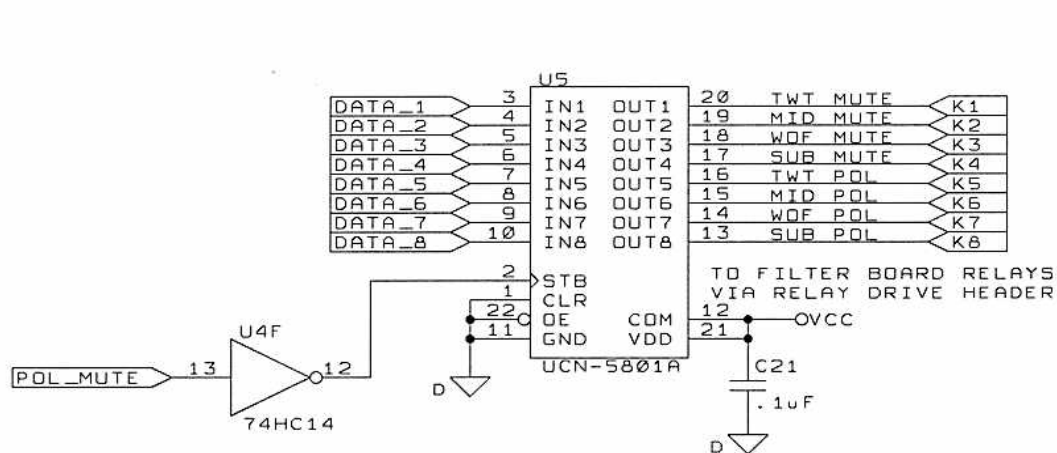 U5
DATA_1 3 IN1 OUT1 20 TWT MUTE K1
DATA_2 4 IN2 OUT2 19 MID MUTE K2
DATA_3 5 IN3 OUT3 18 WOF MUTE K3
DATA_4 6 IN4 OUT4 17 SUB MUTE K4
DATA_5 7 IN5 OUT5 16 TWT POL K5
DATA_6 8 IN6 OUT6 15 MID POL K6
DATA_7 9 IN7 OUT7 14 WOF POL K7
DATA_8 10 IN8 OUT8 13 SUB POL K8
2 STB
TO FILTER BOARD RELAYS
VIA RELAY DRIVE HEADER
1 CLR
22 OE COM 12 VCC
11 GND VDD 21
UCN-5801A
U4F
POL_MUTE 13 12
74HC14
D
C21
.1uF
D